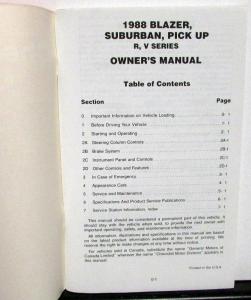 1988 BLAZER,
SUBURBAN, PICK UP
R, V SERIES
OWNER'S MANUAL
Table of Contents
Section Page
0 Important Information on Vehicle Loading
1 Before Driving Your Vehicle
2 Starting and Operating
2A Steering Column Controls
2B Brake System
2C Instrument Panel and Controls
2D Other Controls and Features
3 In Case of Emergency
4 Appearance Care
5 Service and Maintenance
6 Specifications And Product Service Publications
7 Service Station Information, Index
This manual should be considered a permanent part of this vehicle. It
should stay with the vehicle when sold to provide the next owner with
important operating, safety, and maintenance information.
All information, illustrations and specifications in this manual are based
on the latest product information available at the time of printing. We
reserve the right to make changes at any time without notice.
For vehicles sold in Canada, substitute the name "General Motors of
Canada Limited" wherever the name "Chevrolet Motor Division" appears in
this manual.
Printed in the U.S.A.